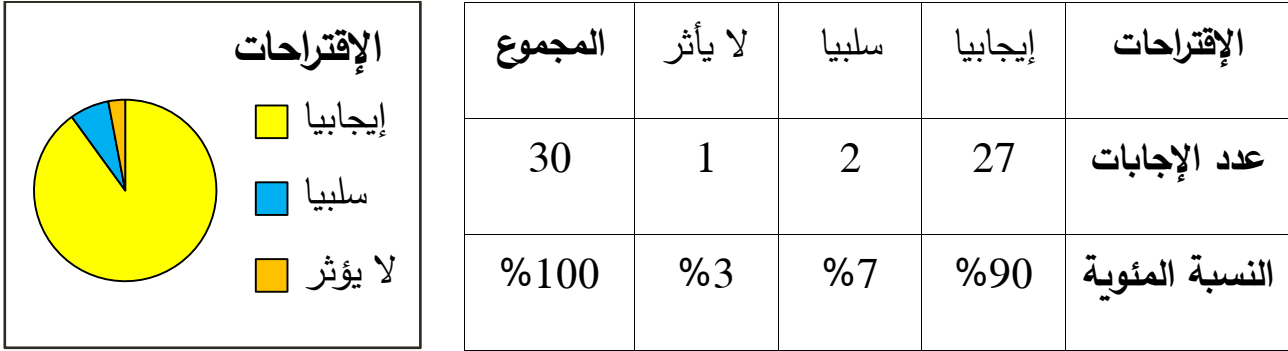 الإقتراحات إيجابيا سلبيا لا يأثر المجموع
عدد الإجابات 27 2 1 30
النسبة المئوية %90 %7 %3 %100
الإقتراحات
إيجابيا
سلبيا
لا يؤثر